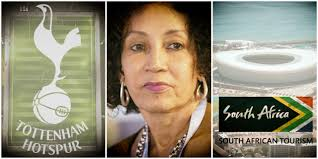 TOTTENHAM
HOTSPUR
South Africa
SOUTH AFRICAN TOURISM